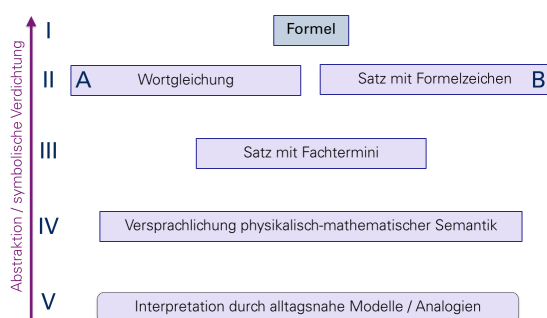 I
Formel
II
A
Wortgleichung
Satz mit Formelzeichen
B
III
Satz mit Fachtermini
IV
Versprachlichung physikalisch-mathematischer Semantik
V
Interpretation durch alltagsnahe Modelle / Analogien
Abstraktion / symbolische Verdichtung